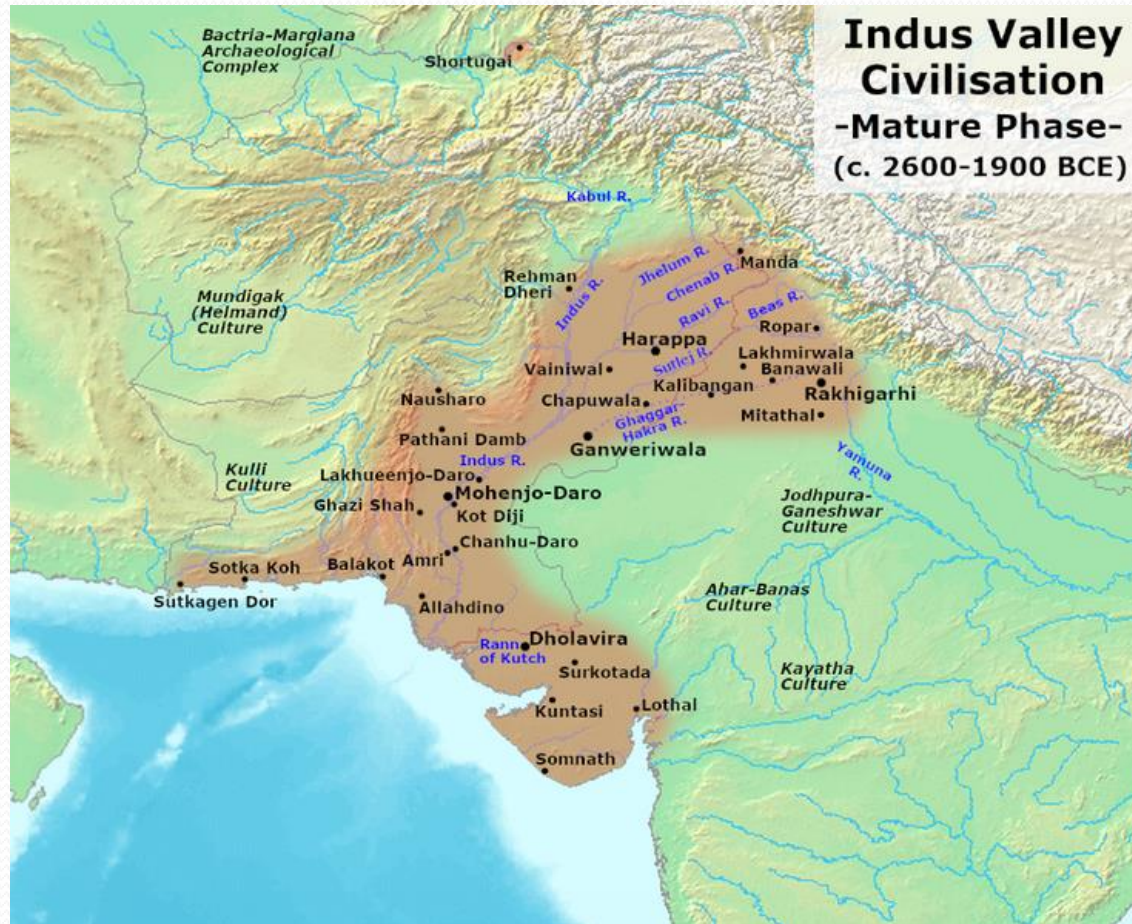 Indus Valley
Civilisation
-Mature Phase-
(c. 2600-1900 BCE)
Bactria-Margiana
Archaeological
Complex
Shortugai
Kabul R.
Manda
Jhelum R.
Chenab R.
Rehman
Dheri
Indus R.
Ravi R.
Beas R.
Mundigak
(Helmand)
Culture
Ropar
Harappa
Lakhmirwala
Sutlej R.
Vainiwal
Banawali
Kalibangan
Rakhigarhi
Nausharo
Chapuwala
Mitathal
Ghaggar-
Hakra R.
Pathani Damb
Ganweriwala
Yamuna
R.
Indus R.
Kulli
Culture
Lakhueenjo-Daro
Mohenjo-Daro
Ghazi Shah
Kot Diji
Jodhpura-
Ganeshwar
Culture
Chanhu-Daro
Amri
Sotka Koh
Balakot
Sutkagen Dor
Allahdino
Ahar-Banas
Culture
Dholavira
Rann
of Kutch
Surkotada
Kayatha
Culture
Kuntasi
Lothal
Somnath